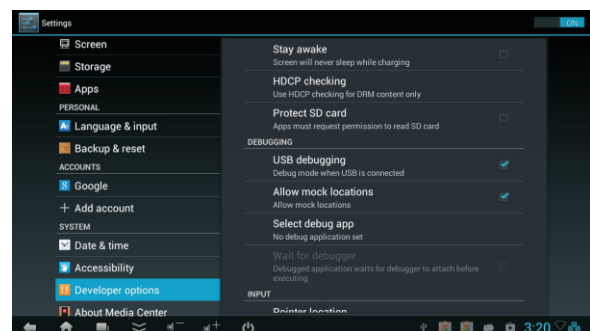 Settings
ON
Screen
Storage
Apps
PERSONAL
Language & input
Backup & reset
ACCOUNTS
Google
Add account
SYSTEM
Date & time
Accessibility
Developer options
About Media Center
Stay awake
Screen will never sleep while charging
HDCP checking
Use HDCP checking for DRM content only
Protect SD card
Apps must request permission to read SD card
DEBUGGING
USB debugging
Debug mode when USB is connected
Allow mock locations
Allow mock locations
Select debug app
No debug application set
Wait for debugger
Debugged application waits for debugger to attach before
executing
INPUT
Pointer location
3:20